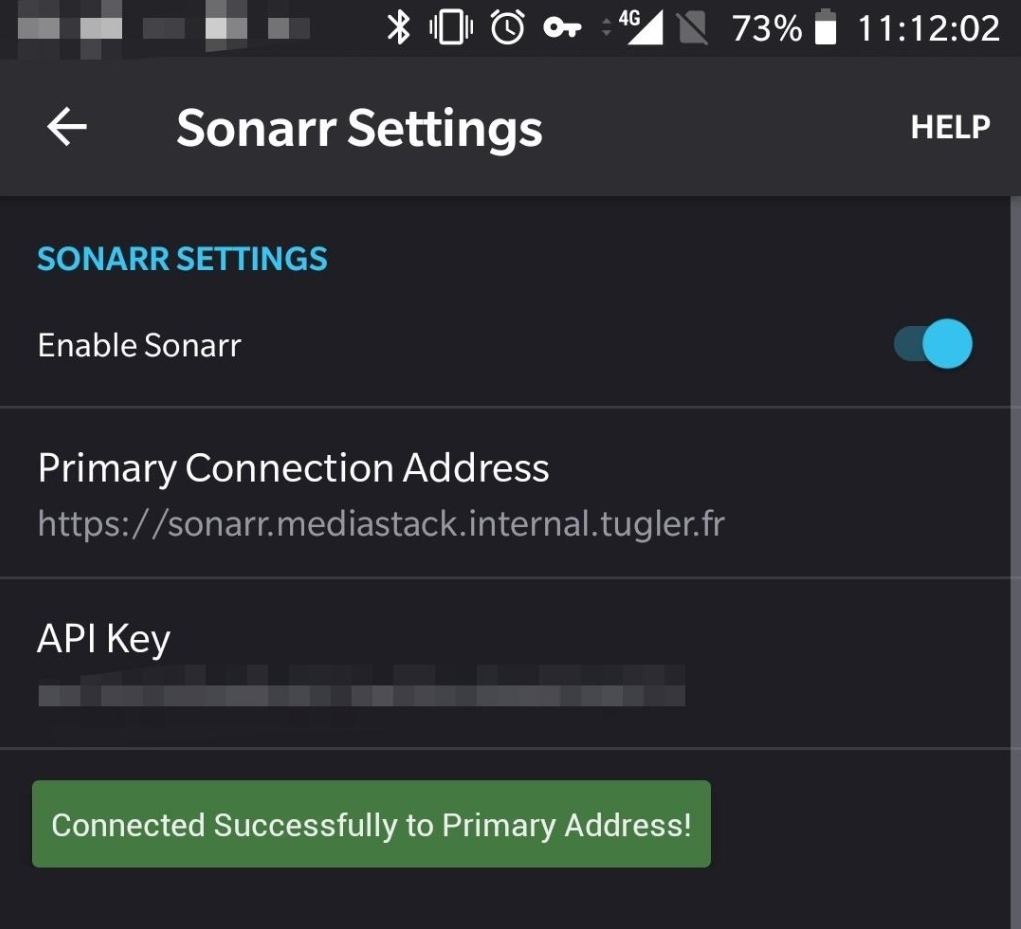 4G 73% 11:12:02
Sonarr Settings HELP
SONARR SETTINGS
Enable Sonarr
Primary Connection Address
https://sonarr.mediastack.internal.tugler.fr
API Key
Connected Successfully to Primary Address!